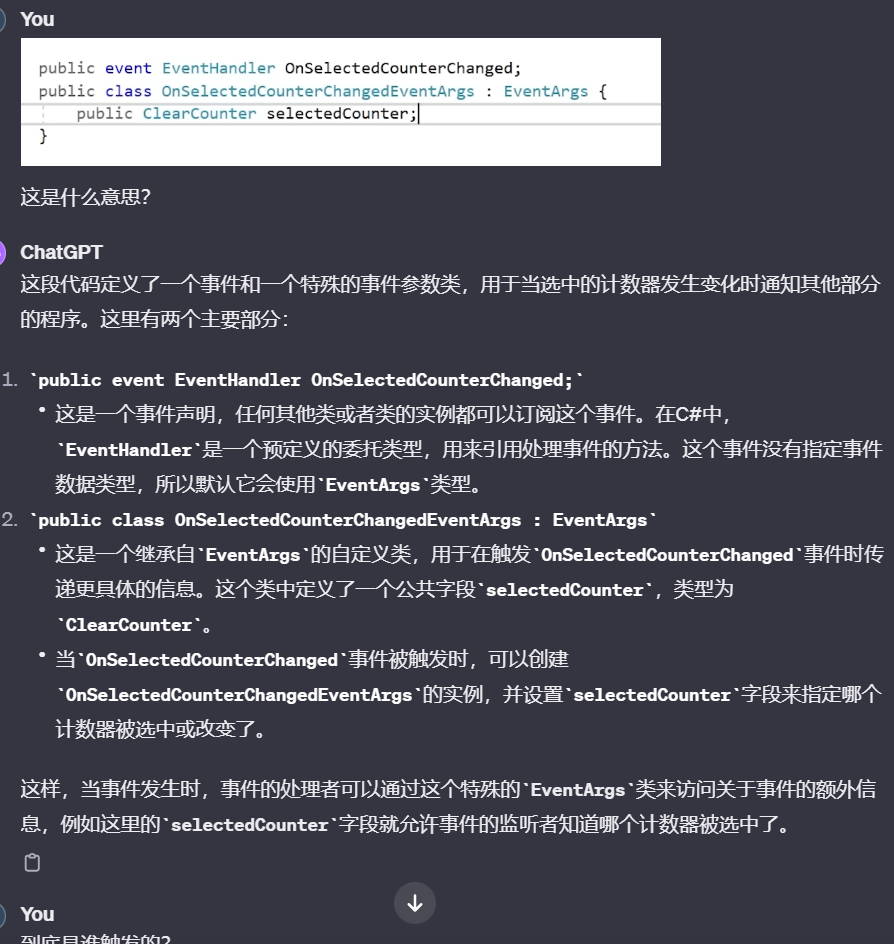 You
public event EventHandler OnSelectedCounterChanged;
public class OnSelectedCounterChangedEventArgs : EventArgs {
public ClearCounter selectedCounter;
}
这是什么意思？
ChatGPT
这段代码定义了一个事件和一个特殊的事件参数类，用于当选中的计数器发生变化时通知其他部分
的程序。这里有两个主要部分：
1. `public event EventHandler OnSelectedCounterChanged;`
• 这是一个事件声明，任何其他类或者类的实例都可以订阅这个事件。在C#中，
`EventHandler`是一个预定义的委托类型，用来引用处理事件的方法。这个事件没有指定事件
数据类型，所以默认它会使用`EventArgs`类型。
2. `public class OnSelectedCounterChangedEventArgs : EventArgs`
• 这是一个继承自`EventArgs`的自定义类，用于在触发`OnSelectedCounterChanged`事件时传
递更具体的信息。这个类中定义了一个公共字段`selectedCounter`，类型为
`ClearCounter`。
• 当`OnSelectedCounterChanged`事件被触发时，可以创建
`OnSelectedCounterChangedEventArgs`的实例，并设置`selectedCounter`字段来指定哪个
计数器被选中或改变了。
这样，当事件发生时，事件的处理者可以通过这个特殊的`EventArgs`类来访问关于事件的额外信
息，例如这里的`selectedCounter`字段就允许事件的监听者知道哪个计数器被选中了。
You
到底是谁触发的？